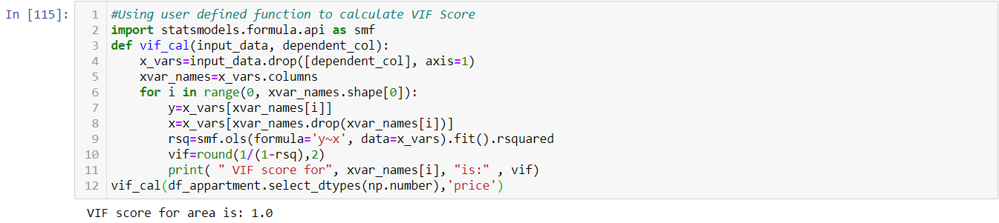 In [115]:
1 #Using user defined function to calculate VIF Score
2 import statsmodels.formula.api as smf
3 def vif_cal(input_data, dependent_col):
4     x_vars=input_data.drop([dependent_col], axis=1)
5     xvar_names=x_vars.columns
6     for i in range(0, xvar_names.shape[0]):
7         y=x_vars[xvar_names[i]]
8         x=x_vars[xvar_names.drop(xvar_names[i])]
9         rsq=smf.ols(formula='y~x', data=x_vars).fit().rsquared
10         vif=round(1/(1-rsq),2)
11         print( " VIF score for", xvar_names[i], "is:" , vif)
12 vif_cal(df_appartment.select_dtypes(np.number),'price')
VIF score for area is: 1.0